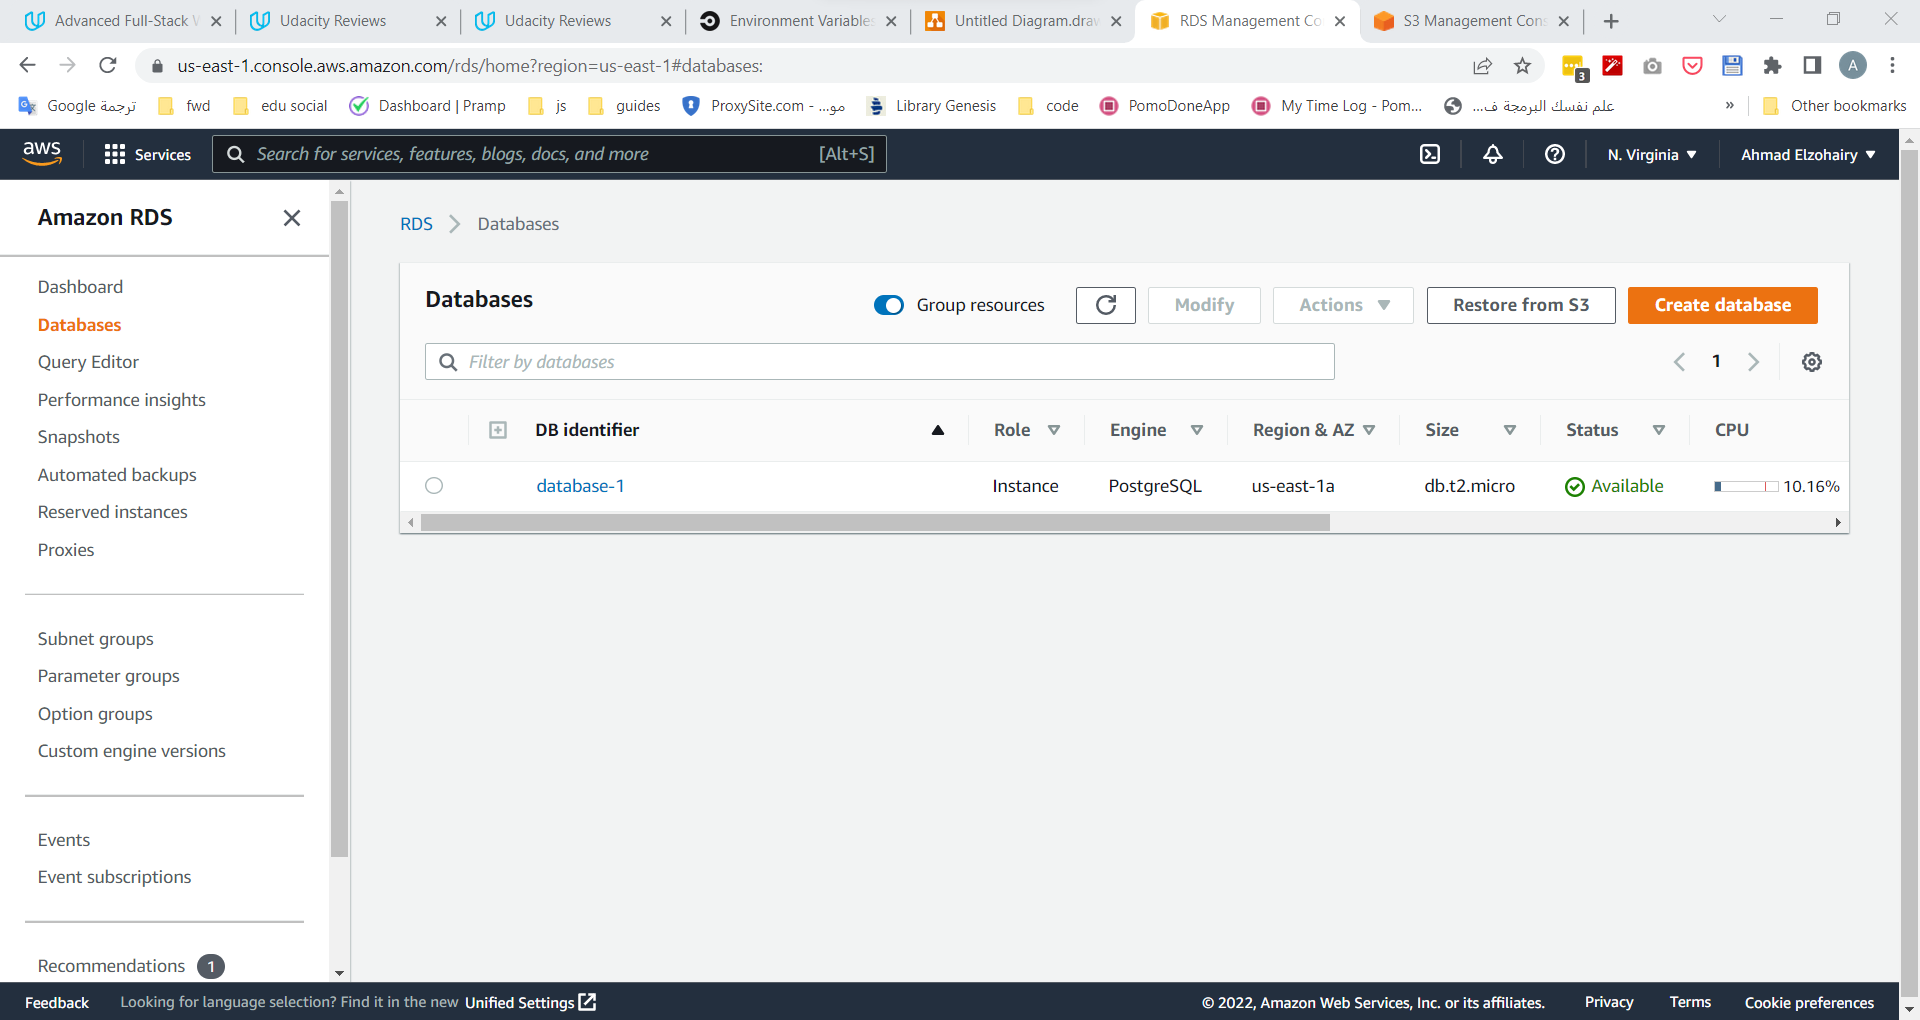 Advanced Full-Stack
Udacity Reviews
Udacity Reviews
Environment Variables
Untitled Diagram.draw
RDS Management Co
S3 Management Cons
us-east-1.console.aws.amazon.com/rds/home?region=us-east-1#databases:
3
A
ترجمة Google
fwd
edu social
Dashboard | Pramp
js
guides
ProxySite.com - ...مو
Library Genesis
code
PomoDoneApp
My Time Log - Pom...
علم نفسك البرمجة ف...
»
Other bookmarks
aws
Services
Search for services, features, blogs, docs, and more
[Alt+S]
N. Virginia
Ahmad Elzohairy
Amazon RDS
Dashboard
Databases
Query Editor
Performance insights
Snapshots
Automated backups
Reserved instances
Proxies
Subnet groups
Parameter groups
Option groups
Custom engine versions
Events
Event subscriptions
Recommendations 1
RDS > Databases
Databases
Group resources
Modify
Actions
Restore from S3
Create database
Filter by databases
1
DB identifier Role Engine Region & AZ Size Status CPU
database-1 Instance PostgreSQL us-east-1a db.t2.micro Available 10.16%
Feedback
Looking for language selection? Find it in the new Unified Settings
© 2022, Amazon Web Services, Inc. or its affiliates.
Privacy
Terms
Cookie preferences